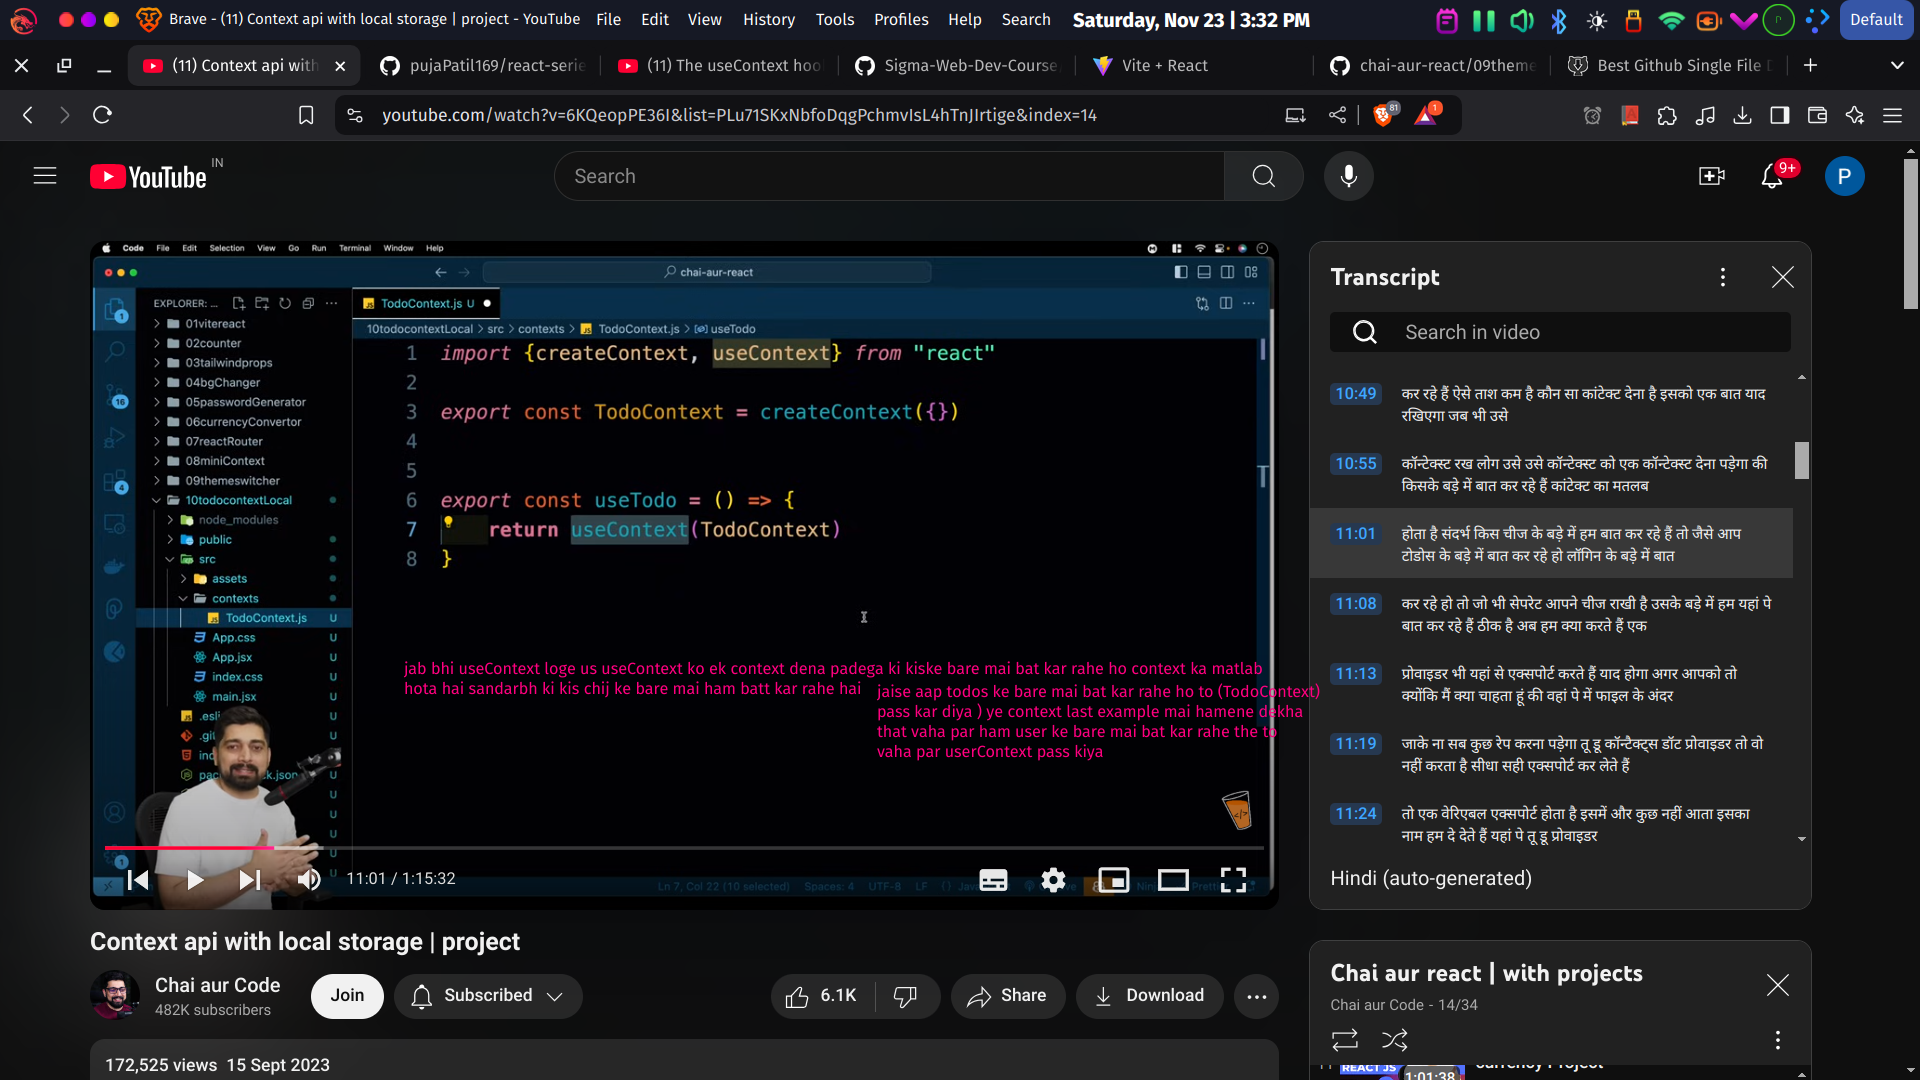 Brave - (11) Context api with local storage | project - YouTube File Edit View History Tools Profiles Help Search Saturday, Nov 23 | 3:32 PM Default
(11) Context api with
pujaPatil169/react-serie
(11) The useContext hoo
Sigma-Web-Dev-Course
Vite + React
chai-aur-react/09theme
Best Github Single File D
youtube.com/watch?v=6KQeopPE36I&list=PLu71SKxNbfoDqgPchmvIsL4hTnJIrtige&index=14
81
1
YouTube IN
Search
9+
P
Code File Edit Selection View Go Run Terminal Window Help
chai-aur-react
EXPLORER: ...
TodoContext.js U
10todocontextLocal > src > contexts > TodoContext.js > useTodo
01vitereact
02counter
03tailwindprops
04bgChanger
05passwordGenerator
06currencyConvertor
07reactRouter
08miniContext
09themeswitcher
10todocontextLocal
node_modules
public
src
assets
contexts
TodoContext.js U
App.css U
App.jsx U
index.css U
main.jsx U
.esli
.git
ind
pac k.json
1
16
4
1
1 import {createContext, useContext} from "react"
2
3 export const TodoContext = createContext({})
4
5
6 export const useTodo = () => {
7 return useContext(TodoContext)
8 }
jab bhi useContext loge us useContext ko ek context dena padega ki kiske bare mai bat kar rahe ho context ka matlab
hota hai sandarbh ki kis chij ke bare mai ham batt kar rahe hai
jaise aap todos ke bare mai bat kar rahe ho to (TodoContext)
pass kar diya ) ye context last example mai hamene dekha
that vaha par ham user ke bare mai bat kar rahe the to
vaha par userContext pass kiya
11:01 / 1:15:32
Ln 7, Col 22 (10 selected) Spaces: 4 UTF-8 LF
Context api with local storage | project
Chai aur Code
482K subscribers
Join
Subscribed
6.1K
Share
Download
172,525 views 15 Sept 2023
Transcript
Search in video
10:49 कर रहे हैं ऐसे ताश कम है कौन सा कांटेक्ट देना है इसको एक बात याद
रखिएगा जब भी उसे
10:55 कॉन्टेक्स्ट रख लोग उसे उसे कॉन्टेक्स्ट को एक कॉन्टेक्स्ट देना पड़ेगा की
किसके बड़े में बात कर रहे हैं कांटेक्ट का मतलब
11:01 होता है संदर्भ किस चीज के बड़े में हम बात कर रहे हैं तो जैसे आप
टोडोस के बड़े में बात कर रहे हो लॉगिन के बड़े में बात
11:08 कर रहे हो तो जो भी सेपरेट आपने चीज राखी है उसके बड़े में हम यहां पे
बात कर रहे हैं ठीक है अब हम क्या करते हैं एक
11:13 प्रोवाइडर भी यहां से एक्सपोर्ट करते हैं याद होगा अगर आपको तो
क्योंकि मैं क्या चाहता हूं की वहां पे में फाइल के अंदर
11:19 जाके ना सब कुछ रेप करना पड़ेगा तू डू कॉन्टैक्ट्स डॉट प्रोवाइडर तो वो
नहीं करता है सीधा सही एक्सपोर्ट कर लेते हैं
11:24 तो एक वेरिएबल एक्सपोर्ट होता है इसमें और कुछ नहीं आता इसका
नाम हम दे देते हैं यहां पे तू डू प्रोवाइडर
Hindi (auto-generated)
Chai aur react | with projects
Chai aur Code - 14/34
REACT JS
1:01:38
currency Project